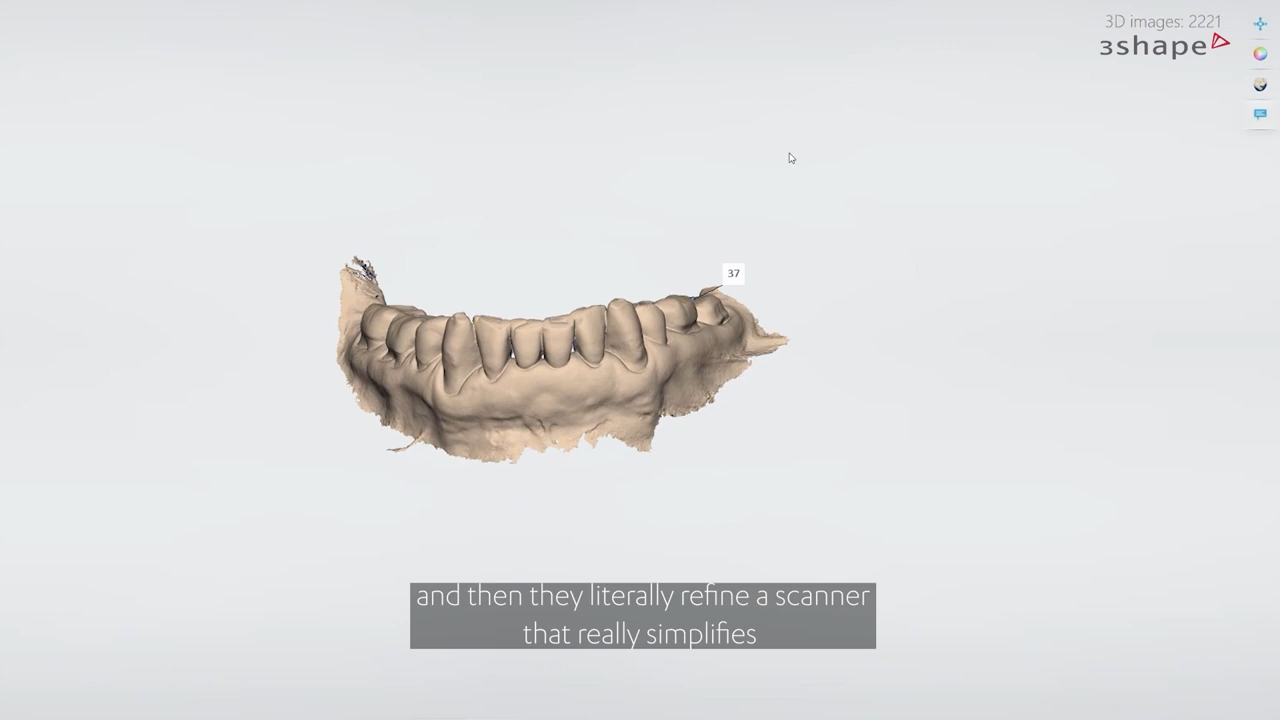 3D images: 2221
3shape
37
and then they literally refine a scanner
that really simplifies